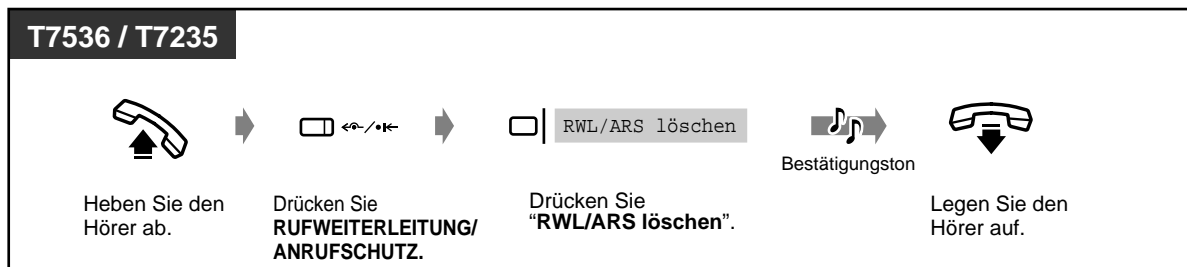 T7536 / T7235
RWL/ARS löschen
Bestätigungston
Heben Sie den
Hörer ab.
Drücken Sie
RUFWEITERLEITUNG/
ANRUFSCHUTZ.
Drücken Sie
“RWL/ARS löschen”.
Legen Sie den
Hörer auf.